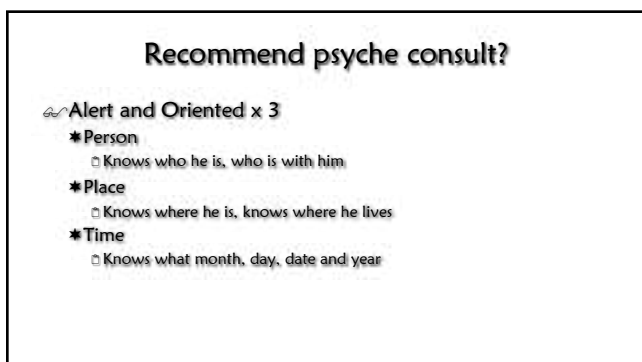 Recommend psyche consult?
Alert and Oriented x 3
Person
Knows who he is, who is with him
Place
Knows where he is, knows where he lives
Time
Knows what month, day, date and year